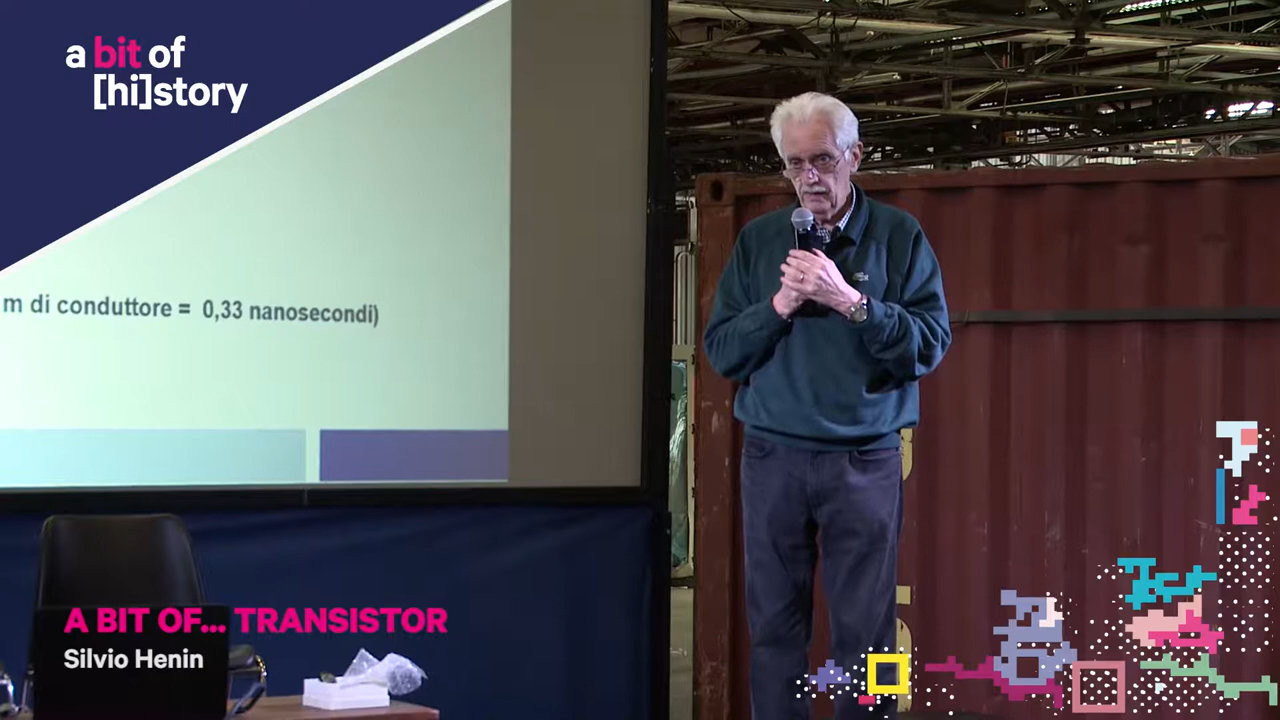 a bit of
[hi]story
m di conduttore = 0,33 nanosecondi)
A BIT OF... TRANSISTOR
Silvio Henin